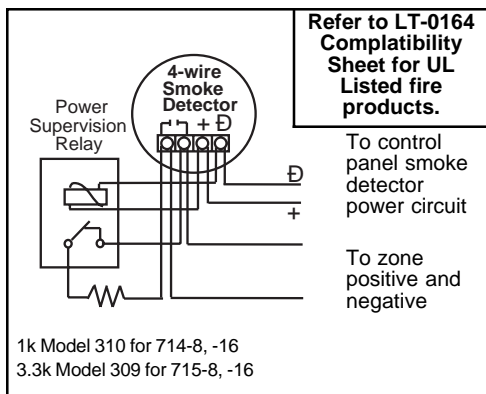 Refer to LT-0164
Complatibility
Sheet for UL
Listed fire
products.
4-wire
Smoke
Detector
+ Đ
Power
Supervision
Relay
To control
panel smoke
detector
power circuit
Đ
+
To zone
positive and
negative
1k Model 310 for 714-8, -16
3.3k Model 309 for 715-8, -16